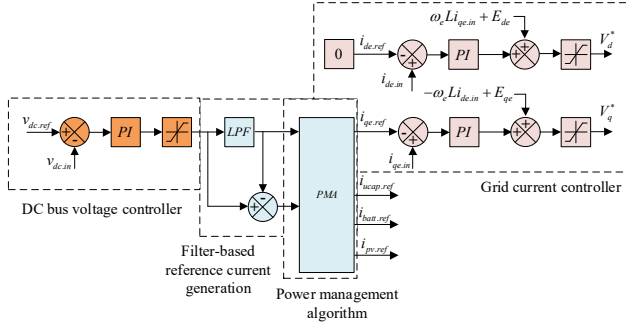 ω_e Li_qe.in + E_de
0
i_de.ref
PI
V_d^*
i_de.in
-ω_e Li_de.in + E_qe
v_dc.ref
PI
LPF
i_qe.ref
PI
V_q^*
v_dc.in
i_qe.in
PMA
i_ucap.ref
Grid current controller
DC bus voltage controller
i_batt.ref
Filter-based
reference current
generation
i_pv.ref
Power management
algorithm